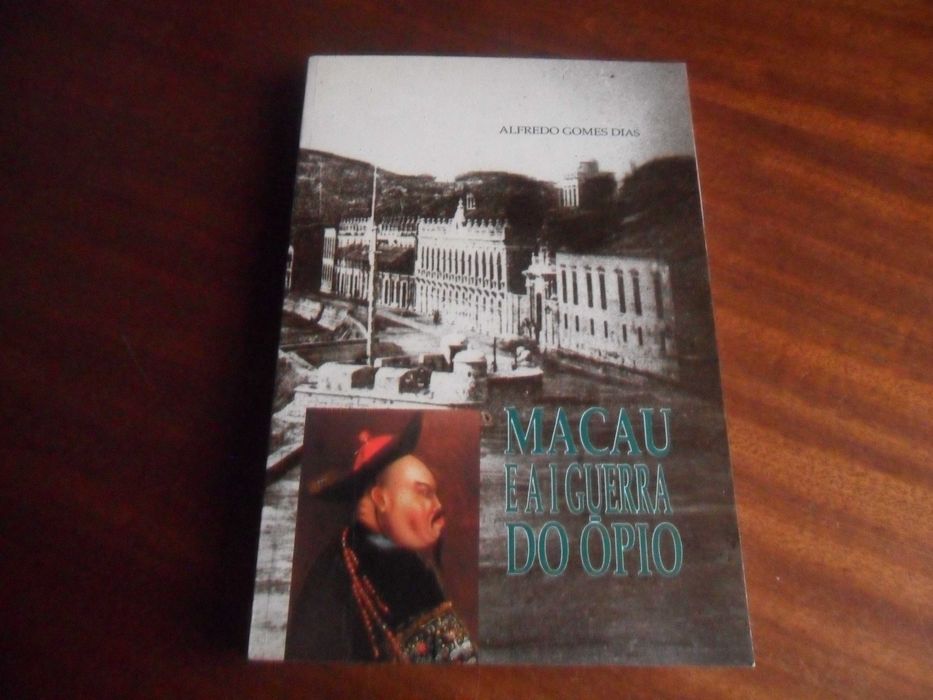 ALFREDO GOMES DIAS
MACAU
E A I GUERRA
DO ÓPIO